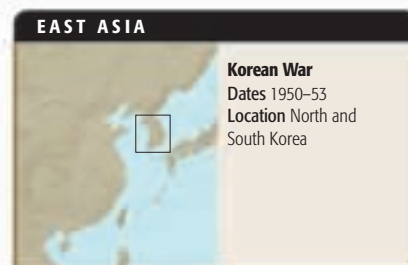 EAST ASIA
Korean War
Dates 1950–53
Location North and
South Korea